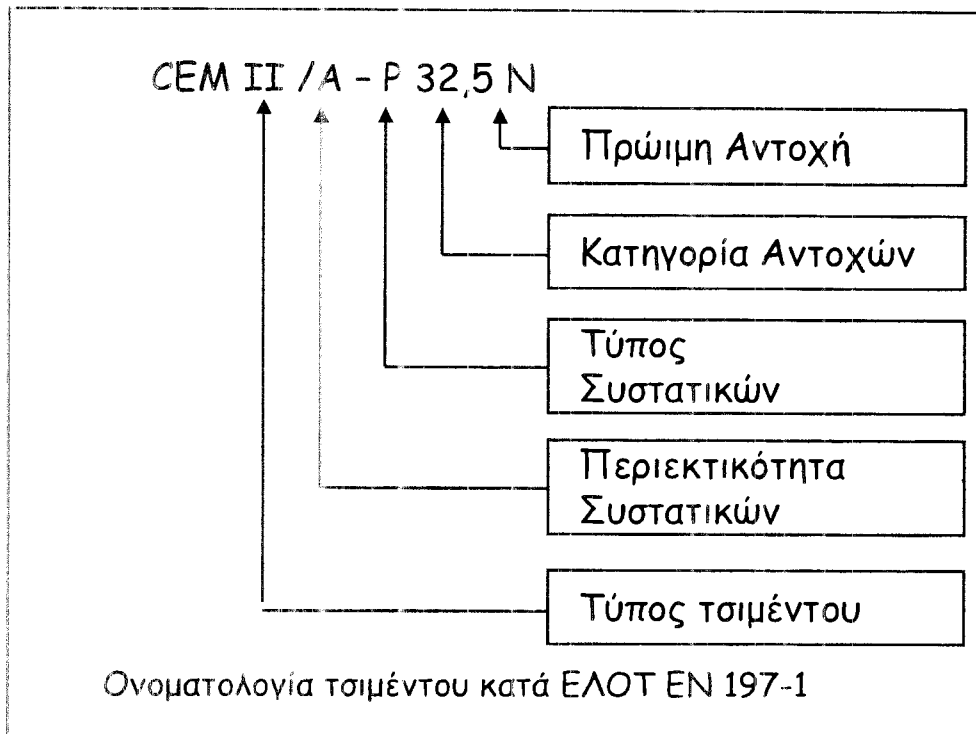 CEM II / A - P 32,5 N
Πρώιμη Αντοχή
Κατηγορία Αντοχών
Τύπος
Συστατικών
Περιεκτικότητα
Συστατικών
Τύπος τσιμέντου
Ονοματολογία τσιμέντου κατά ΕΛΟΤ EN 197-1